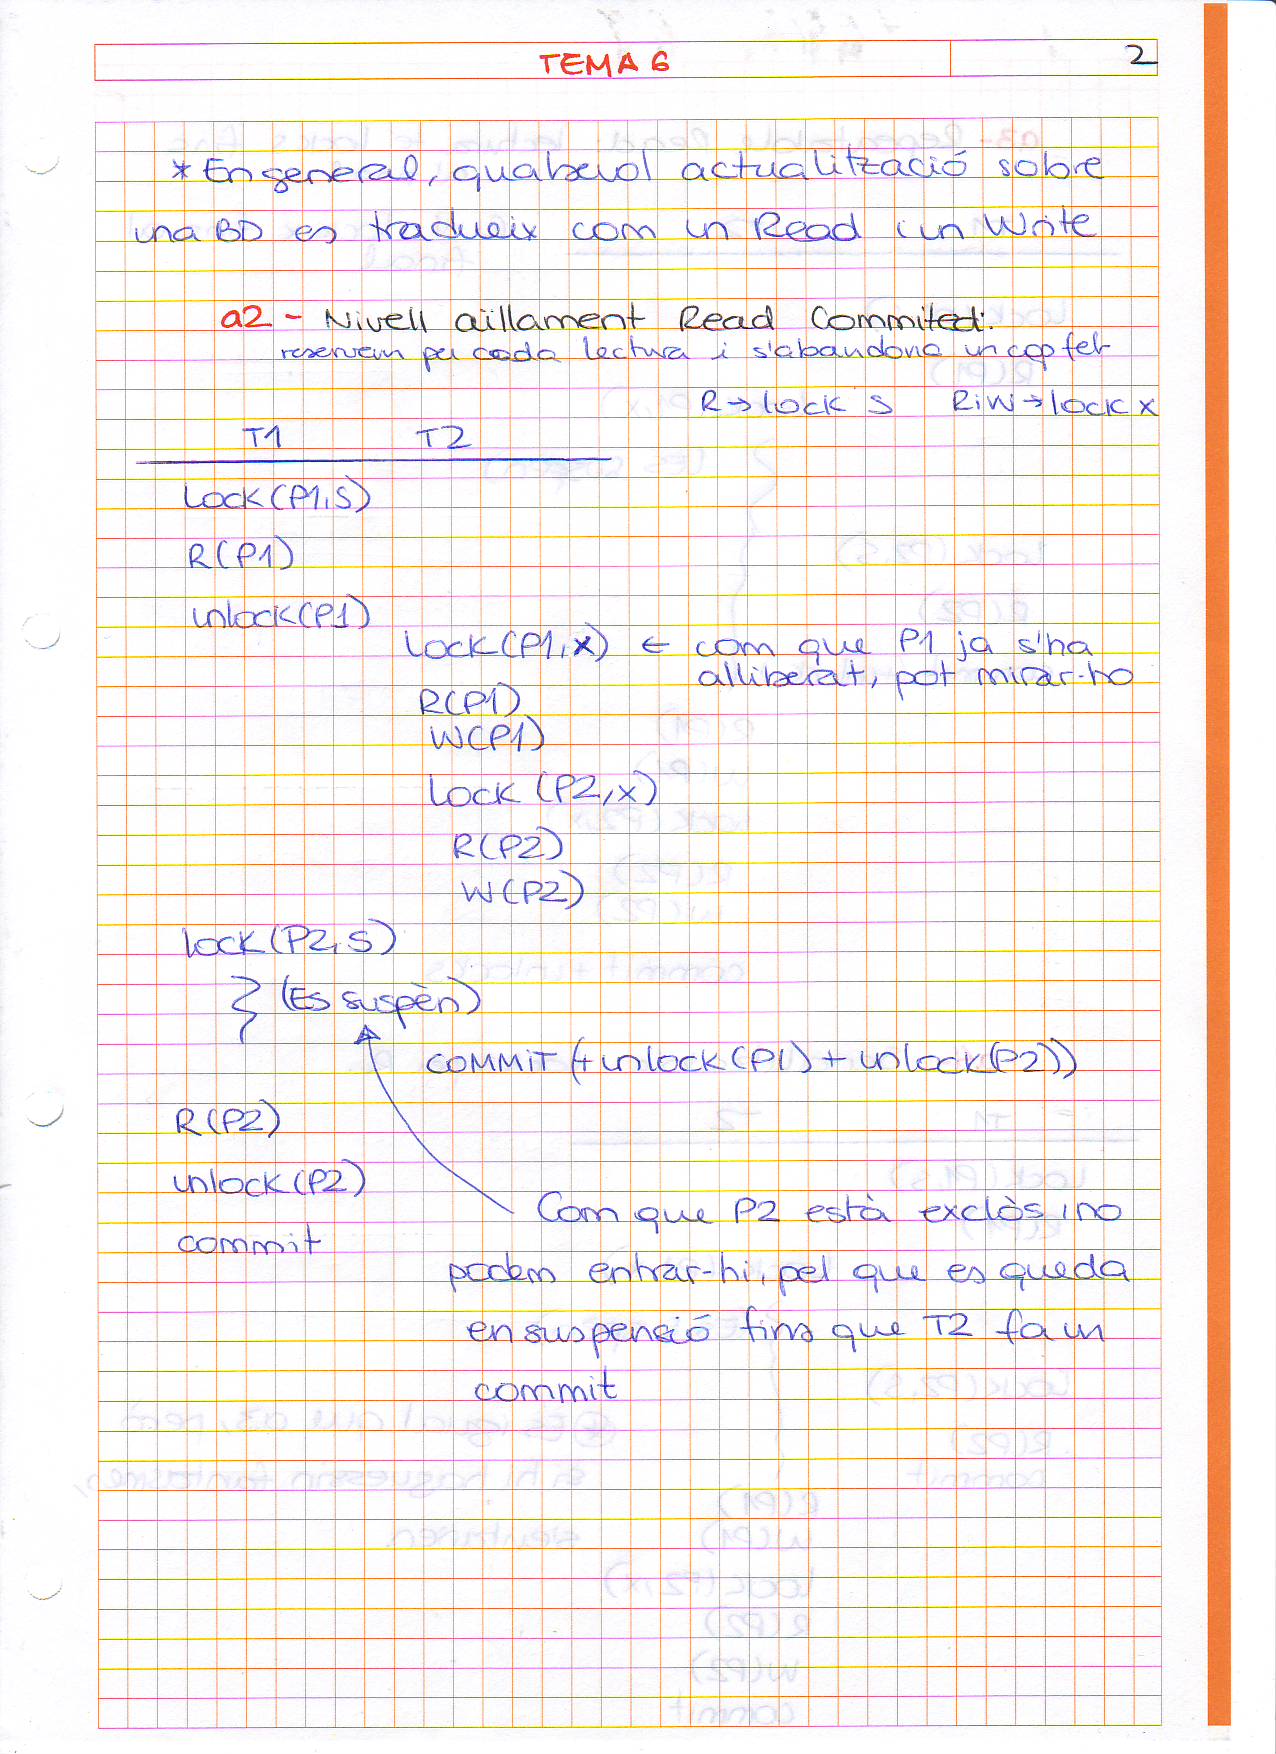 TEMA 6
2
* En general, qualsevol actualització sobre
una BD es tradueix com un Read i un Write
a2 - Nivell aïllament Read Commited:
reservem per cada lectura i s'abandona un cop fet
R → lock S    R i W → lock x
T1    T2
Lock(P1,S)
R(P1)
unlock(P1)
Lock(P1,x) ← com que P1 ja s'ha
alliberat, pot mirar-ho
R(P1)
W(P1)
Lock (P2,x)
R(P2)
W(P2)
lock(P2,S)
(Es suspèn)
COMMIT (+unlock(P1) + unlock(P2))
R(P2)
unlock(P2)
Com que P2 està exclòs, no
commit
podem entrar-hi, pel que es queda
en suspensió fins que T2 fa un
commit